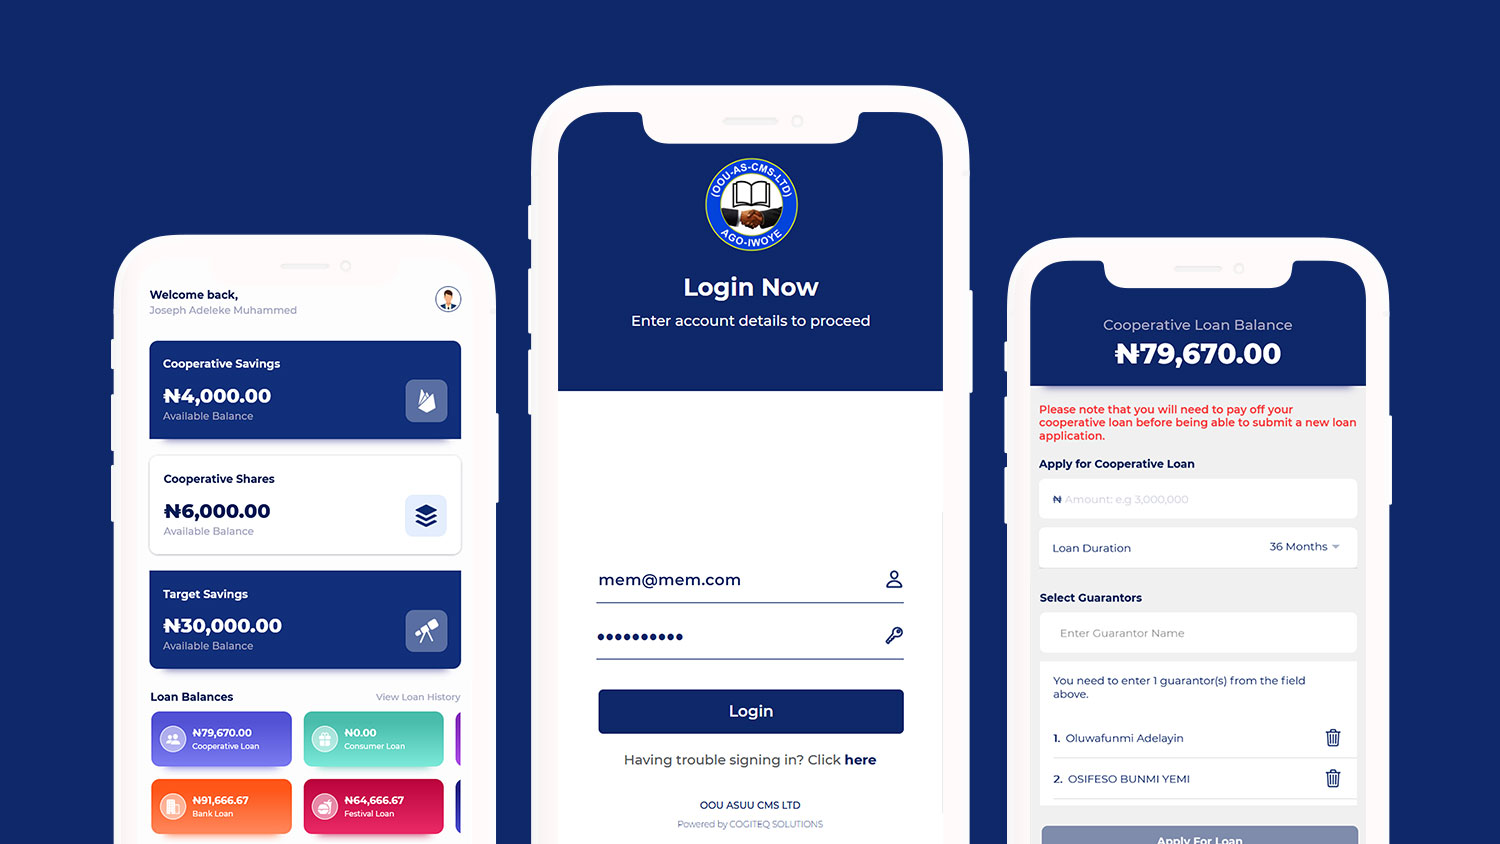 Welcome back,
Joseph Adeleke Muhammed
Cooperative Savings
₦4,000.00
Available Balance
Cooperative Shares
₦6,000.00
Available Balance
Target Savings
₦30,000.00
Available Balance
Loan Balances
View Loan History
₦79,670.00
Cooperative Loan
₦0.00
Consumer Loan
₦91,666.67
Bank Loan
₦64,666.67
Festival Loan
(OOU-AS-CMS-LTD)
AGO-IWOYE
Login Now
Enter account details to proceed
mem@mem.com
••••••••••
Login
Having trouble signing in? Click here
OOU ASUU CMS LTD
Powered by COGITEQ SOLUTIONS
Cooperative Loan Balance
₦79,670.00
Please note that you will need to pay off your
cooperative loan before being able to submit a new loan
application.
Apply for Cooperative Loan
₦ Amount: e.g 3,000,000
Loan Duration
36 Months
Select Guarantors
Enter Guarantor Name
You need to enter 1 guarantor(s) from the field
above.
1. Oluwafunmi Adelayin
2. OSIFESO BUNMI YEMI
Apply For Loan